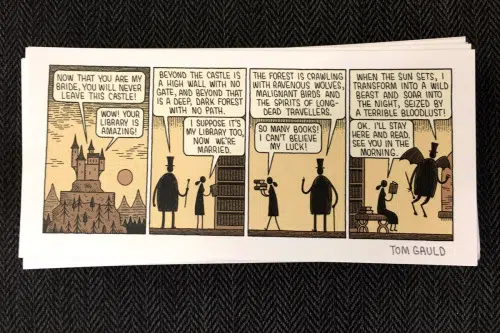 NOW THAT YOU ARE MY
BRIDE, YOU WILL NEVER
LEAVE THIS CASTLE!
WOW! YOUR
LIBRARY IS
AMAZING!
BEYOND THE CASTLE IS
A HIGH WALL WITH NO
GATE, AND BEYOND THAT
IS A DEEP, DARK FOREST
WITH NO PATH.
I SUPPOSE IT'S
MY LIBRARY TOO,
NOW WE'RE
MARRIED.
THE FOREST IS CRAWLING
WITH RAVENOUS WOLVES,
MALIGNANT BIRDS AND
THE SPIRITS OF LONG-
DEAD TRAVELLERS.
SO MANY BOOKS!
I CAN'T BELIEVE
MY LUCK!
WHEN THE SUN SETS, I
TRANSFORM INTO A WILD
BEAST AND SOAR INTO
THE NIGHT, SEIZED BY
A TERRIBLE BLOODLUST!
OK. I'LL STAY
HERE AND READ.
SEE YOU IN THE
MORNING.
TOM GAULD